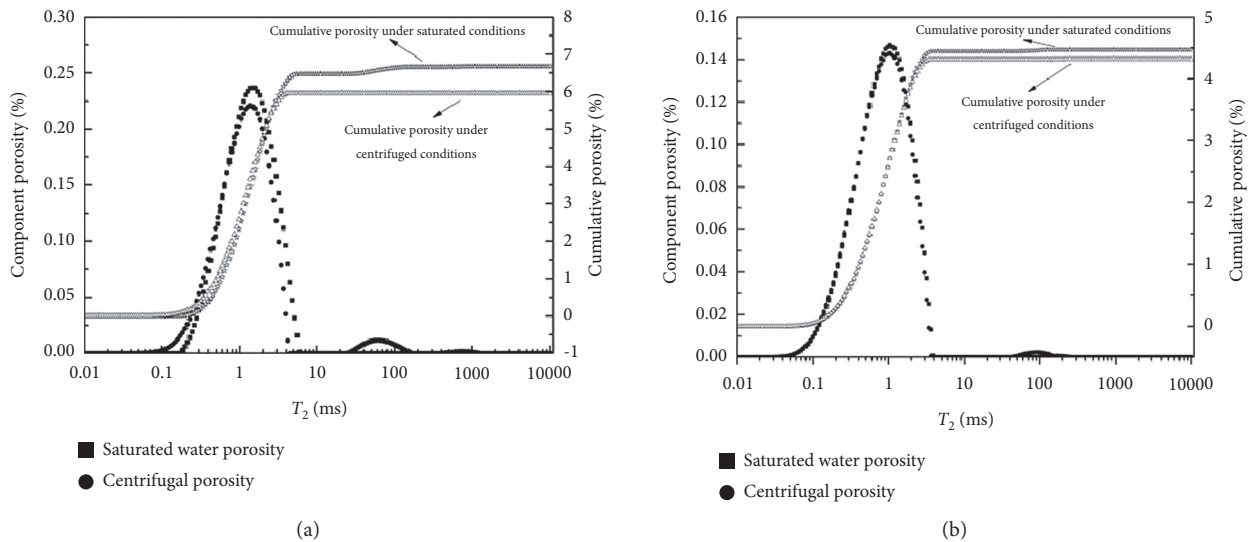 0.30
0.25
0.20
0.15
0.10
0.05
0.00
Component porosity (%)
8
7
6
5
4
3
2
1
0
-1
Cumulative porosity (%)
Cumulative porosity under saturated conditions
Cumulative porosity under
centrifuged conditions
0.01 0.1 1 10 100 1000 10000
T2 (ms)
Saturated water porosity
Centrifugal porosity
(a)
0.16
0.14
0.12
0.10
0.08
0.06
0.04
0.02
0.00
Component porosity (%)
5
4
3
2
1
0
Cumulative porosity (%)
Cumulative porosity under saturated conditions
Cumulative porosity under
centrifuged conditions
0.01 0.1 1 10 100 1000 10000
T2 (ms)
Saturated water porosity
Centrifugal porosity
(b)